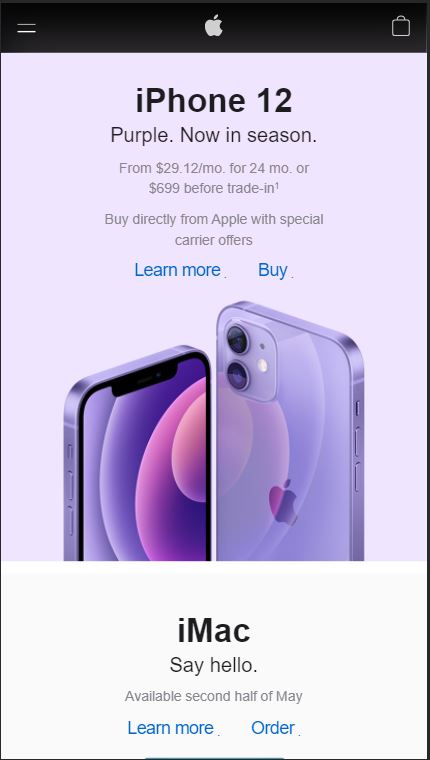 iPhone 12
Purple. Now in season.
From $29.12/mo. for 24 mo. or
$699 before trade-in¹
Buy directly from Apple with special
carrier offers
Learn more . Buy .
iMac
Say hello.
Available second half of May
Learn more . Order .